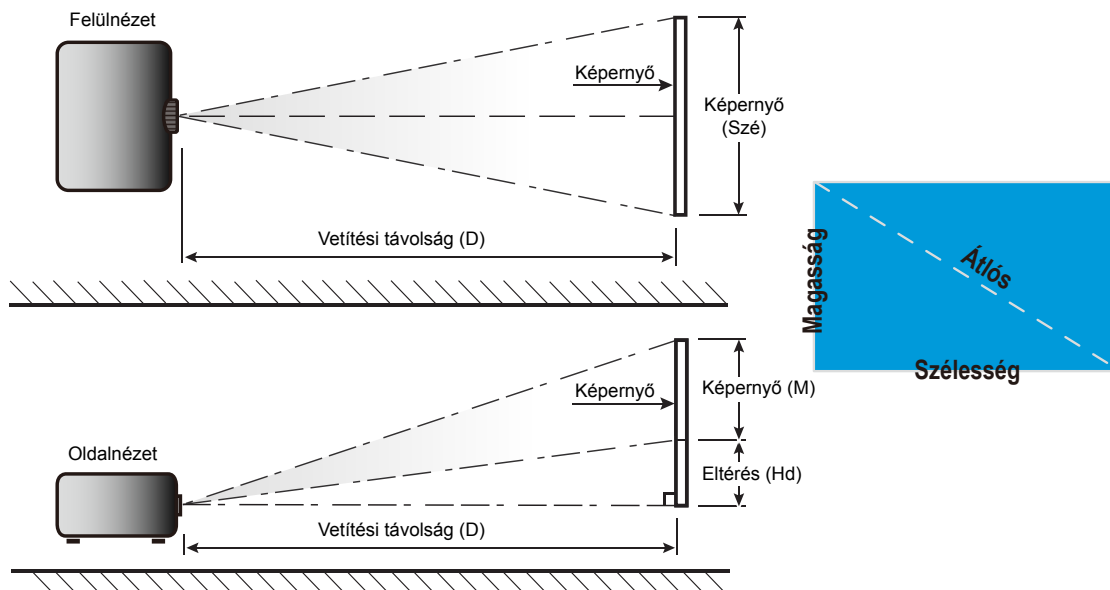 Felülnézet
Képernyő
Képernyő
(Szé)
Vetítési távolság (D)
Magasság
Átlós
Szélesség
Képernyő
Képernyő (M)
Oldalnézet
Eltérés (Hd)
Vetítési távolság (D)